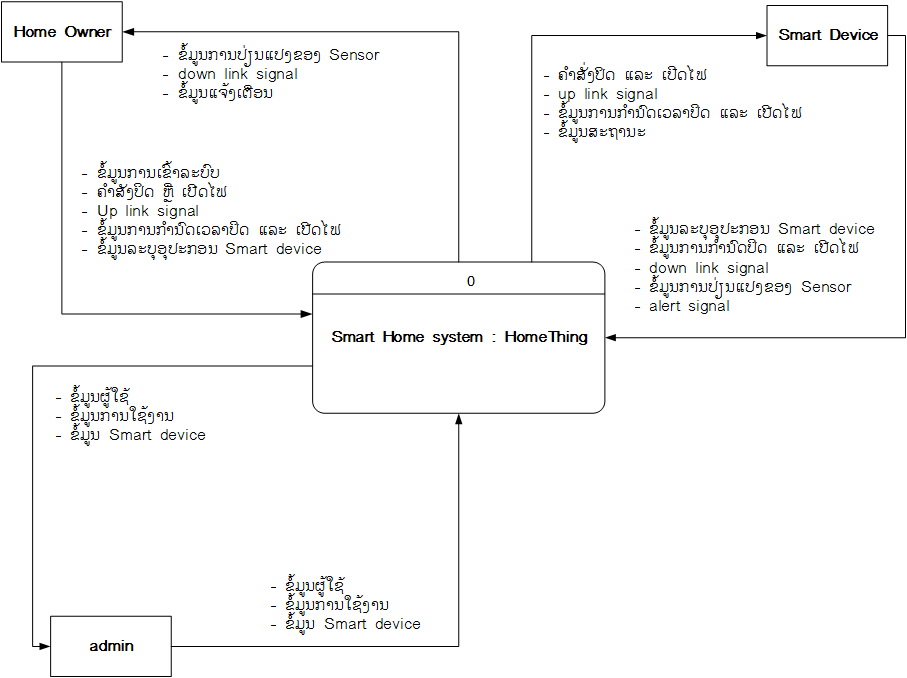 Home Owner
Smart Device
- ຂໍ້ມູນການປ່ຽນແປງຂອງ Sensor
- down link signal
- ຂໍ້ມູນແຈ້ງເຕືອນ
- ຄຳສັ່ງປິດ ແລະ ເປີດໄຟ
- up link signal
- ຂໍ້ມູນການກຳນົດເວລາປິດ ແລະ ເປີດໄຟ
- ຂໍ້ມູນສະຖານະ
- ຂໍ້ມູນການເຂົ້າລະບົບ
- ຄຳສັ່ງປິດ ຫຼື ເປີດໄຟ
- Up link signal
- ຂໍ້ມູນການກຳນົດເວລາປິດ ແລະ ເປີດໄຟ
- ຂໍ້ມູນລະບຸອຸປະກອນ Smart device
- ຂໍ້ມູນລະບຸອຸປະກອນ Smart device
- ຂໍ້ມູນການກຳນົດປິດ ແລະ ເປີດໄຟ
- down link signal
- ຂໍ້ມູນການປ່ຽນແປງຂອງ Sensor
- alert signal
0
Smart Home system : HomeThing
- ຂໍ້ມູນຜູ້ໃຊ້
- ຂໍ້ມູນການໃຊ້ງານ
- ຂໍ້ມູນ Smart device
- ຂໍ້ມູນຜູ້ໃຊ້
- ຂໍ້ມູນການໃຊ້ງານ
- ຂໍ້ມູນ Smart device
admin